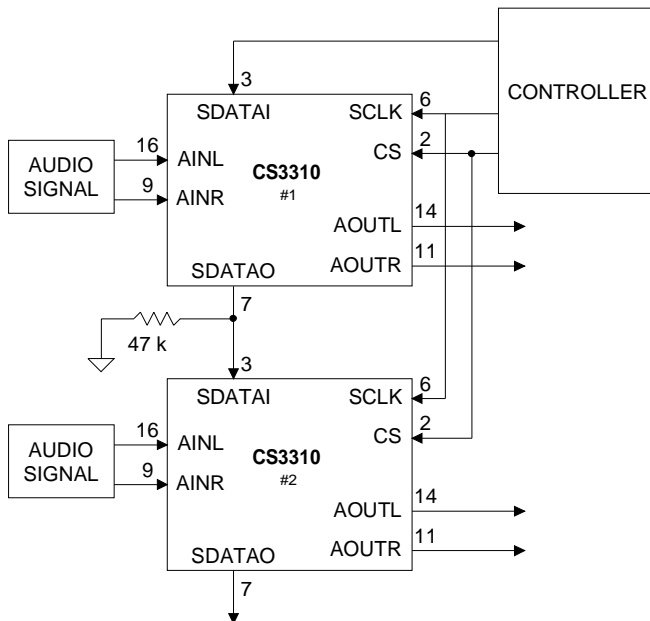 3
SDATAI
SCLK
6
CONTROLLER
16
AINL
CS
2
AUDIO
SIGNAL
9
AINR
CS3310
#1
AOUTL
14
AOUTR
11
SDATAO
7
47 k
3
SDATAI
SCLK
6
16
AINL
CS
2
AUDIO
SIGNAL
9
AINR
CS3310
#2
AOUTL
14
AOUTR
11
SDATAO
7